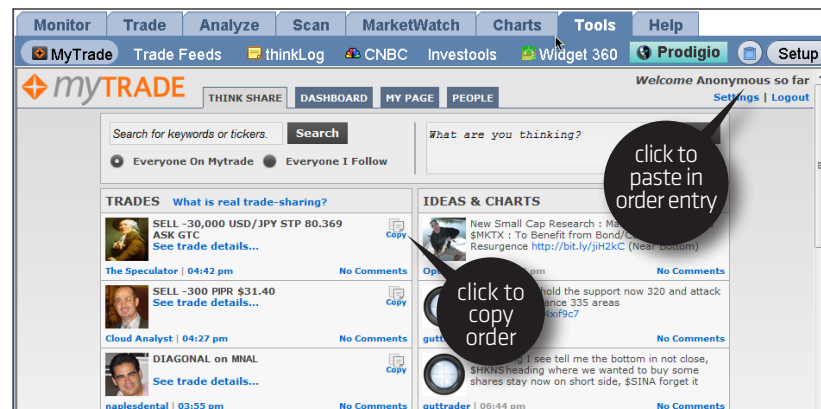 Monitor Trade Analyze Scan MarketWatch Charts Tools Help
MyTrade Trade Feeds thinkLog CNBC Investools Widget 360 Prodigio Setup
myTRADE
Welcome Anonymous so far
THINK SHARE DASHBOARD MY PAGE PEOPLE
Settings | Logout
Search for keywords or tickers. Search
What are you thinking?
Everyone On Mytrade Everyone I Follow
click to
paste in
order entry
TRADES What is real trade-sharing?
IDEAS & CHARTS
SELL -30,000 USD/JPY STP 80.369
ASK GTC
See trade details...
Copy
The Speculator | 04:42 pm No Comments
New Small Cap Research :
$MKTX : To Benefit from
Resurgence http://bit.ly/jiH2kC (Near Bottom)
pm No Comments
click to
copy
order
SELL -300 PIPR $31.40
See trade details...
Copy
Cloud Analyst | 04:27 pm No Comments
hold the support now 320 and attack
335 areas
No Comments
DIAGONAL on MNAL
See trade details...
Copy
naplesdental | 03:55 pm No Comments
I see tell me the bottom in not close,
$HKNS heading where we wanted to buy some
shares stay now on short side, $SINA forget it
guttrader | 06:44 pm No Comments